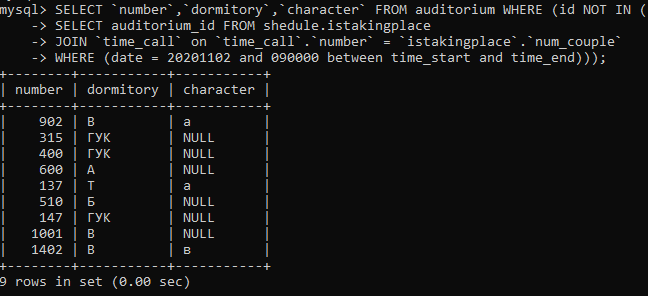 mysql> SELECT `number`,`dormitory`,`character` FROM auditorium WHERE (id NOT IN (
    -> SELECT auditorium_id FROM shedule.istakingplace
    -> JOIN `time_call` on `time_call`.`number` = `istakingplace`.`num_couple`
    -> WHERE (date = 20201102 and 090000 between time_start and time_end)));
+--------+-----------+-----------+
| number | dormitory | character |
+--------+-----------+-----------+
|    902 | В         | а         |
|    315 | ГУК       | NULL      |
|    400 | ГУК       | NULL      |
|    600 | А         | NULL      |
|    137 | Т         | а         |
|    510 | Б         | NULL      |
|    147 | ГУК       | NULL      |
|   1001 | В         | NULL      |
|   1402 | В         | в         |
+--------+-----------+-----------+
9 rows in set (0.00 sec)